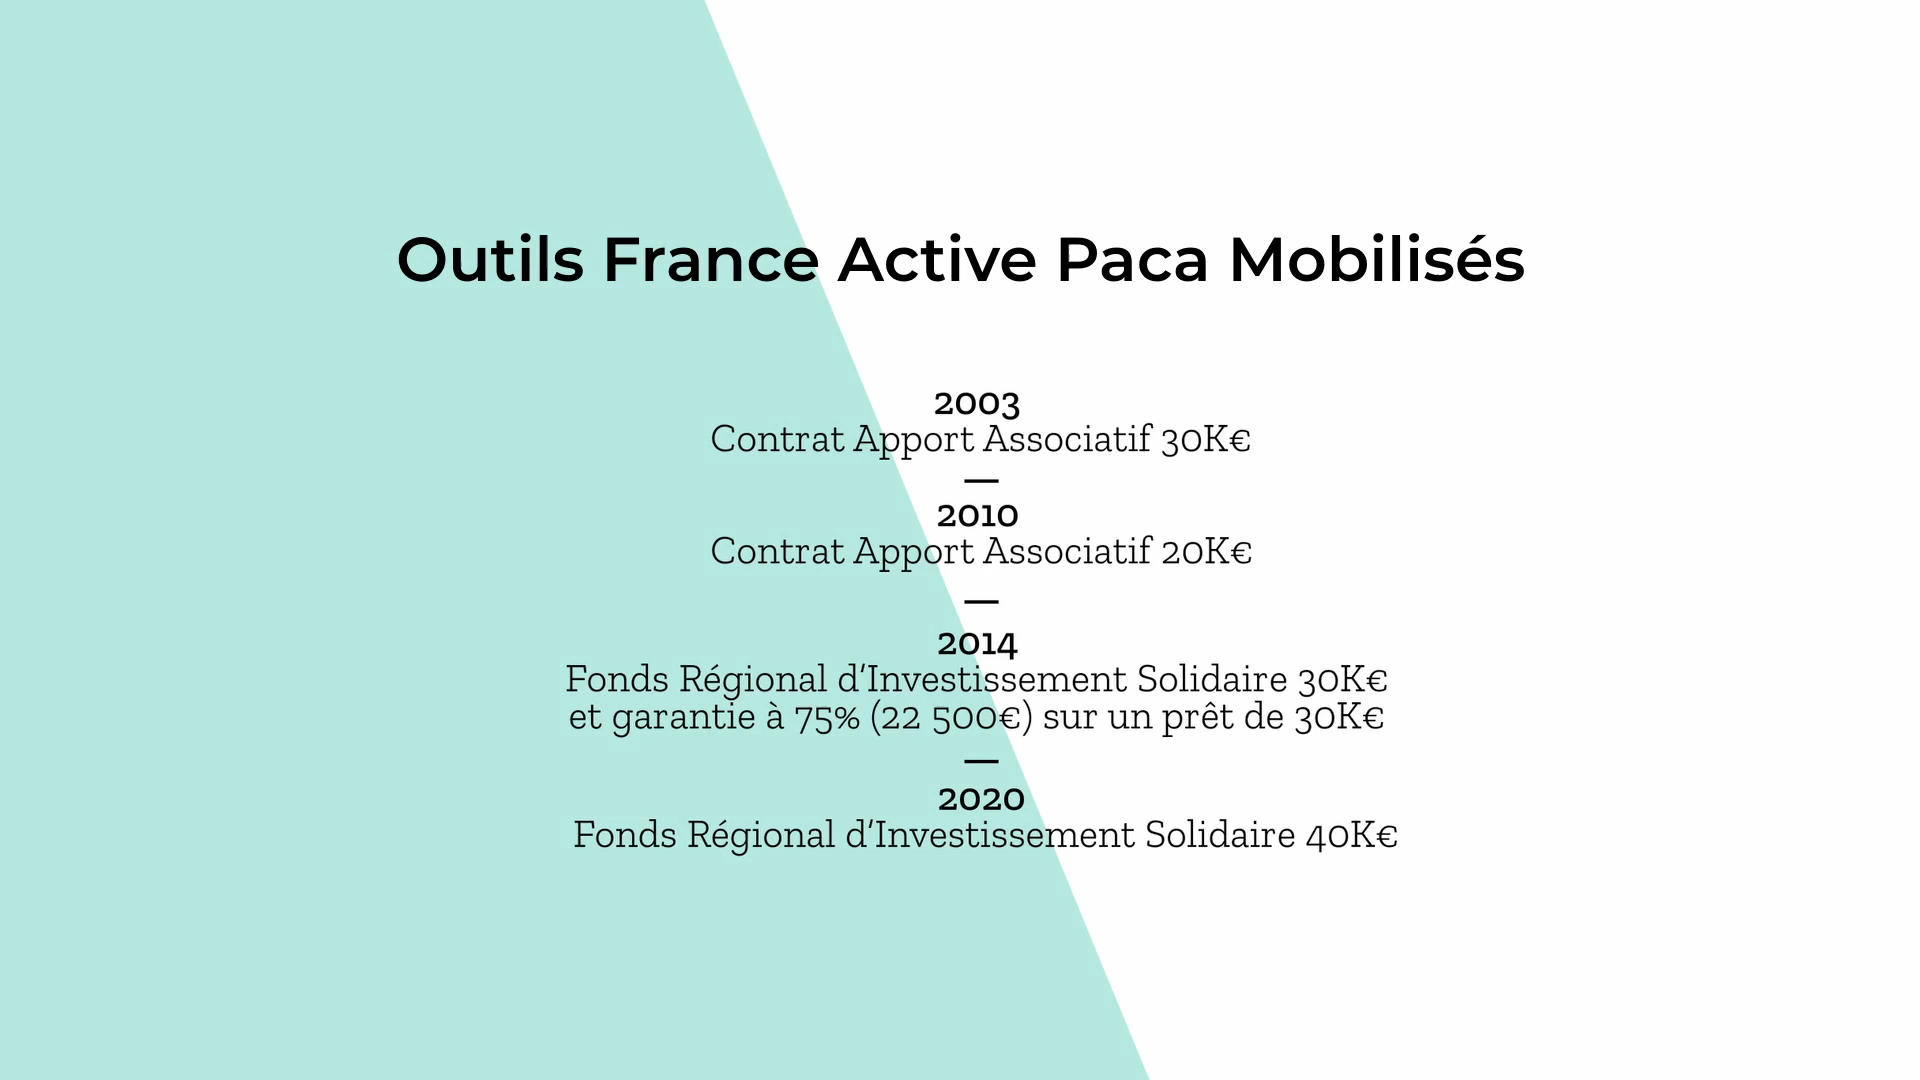 Outils France Active Paca Mobilisés
2003
Contrat Apport Associatif 30K€
—
2010
Contrat Apport Associatif 20K€
—
2014
Fonds Régional d’Investissement Solidaire 30K€
et garantie à 75% (22 500€) sur un prêt de 30K€
—
2020
Fonds Régional d’Investissement Solidaire 40K€